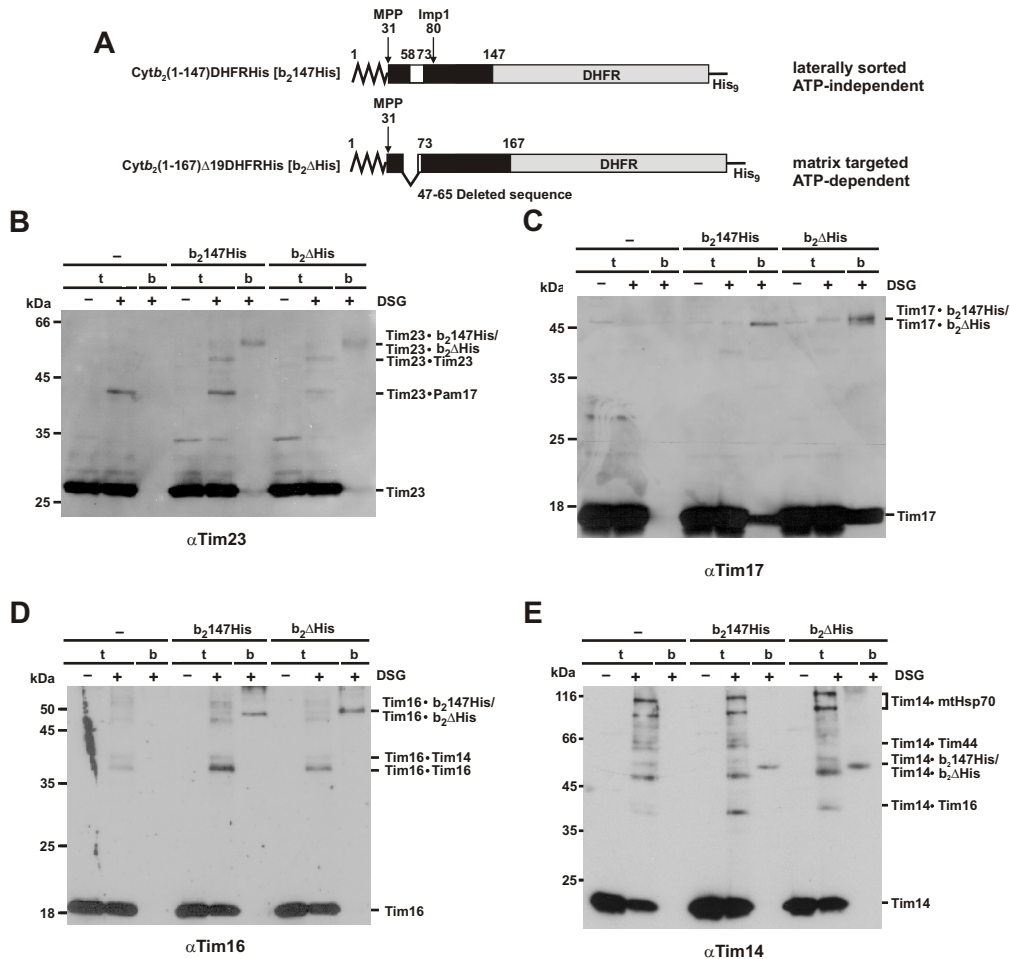 A
MPP
31
Imp1
80
1
58
73
147
Cytb₂(1-147)DHFRHis [b₂147His]
DHFR
His₉
laterally sorted
ATP-independent
MPP
31
1
73
167
Cytb₂(1-167)Δ19DHFRHis [b₂ΔHis]
DHFR
His₉
matrix targeted
ATP-dependent
47-65 Deleted sequence
B
– b₂147His b₂ΔHis
t b t b t b
kDa – + + – + + – + + DSG
66
45
35
25
Tim23•b₂147His/
Tim23•b₂ΔHis
Tim23•Tim23
Tim23•Pam17
Tim23
αTim23
C
– b₂147His b₂ΔHis
t b t b t b
kDa – + + – + + – + + DSG
45
35
25
18
Tim17•b₂147His/
Tim17•b₂ΔHis
Tim17
αTim17
D
– b₂147His b₂ΔHis
t b t b t b
kDa – + + – + + – + + DSG
50
45
35
25
18
Tim16•b₂147His/
Tim16•b₂ΔHis
Tim16•Tim14
Tim16•Tim16
Tim16
αTim16
E
– b₂147His b₂ΔHis
t b t b t b
kDa – + + – + + – + + DSG
116
66
45
35
25
Tim14•mtHsp70
Tim14•Tim44
Tim14•b₂147His/
Tim14•b₂ΔHis
Tim14•Tim16
Tim14
αTim14